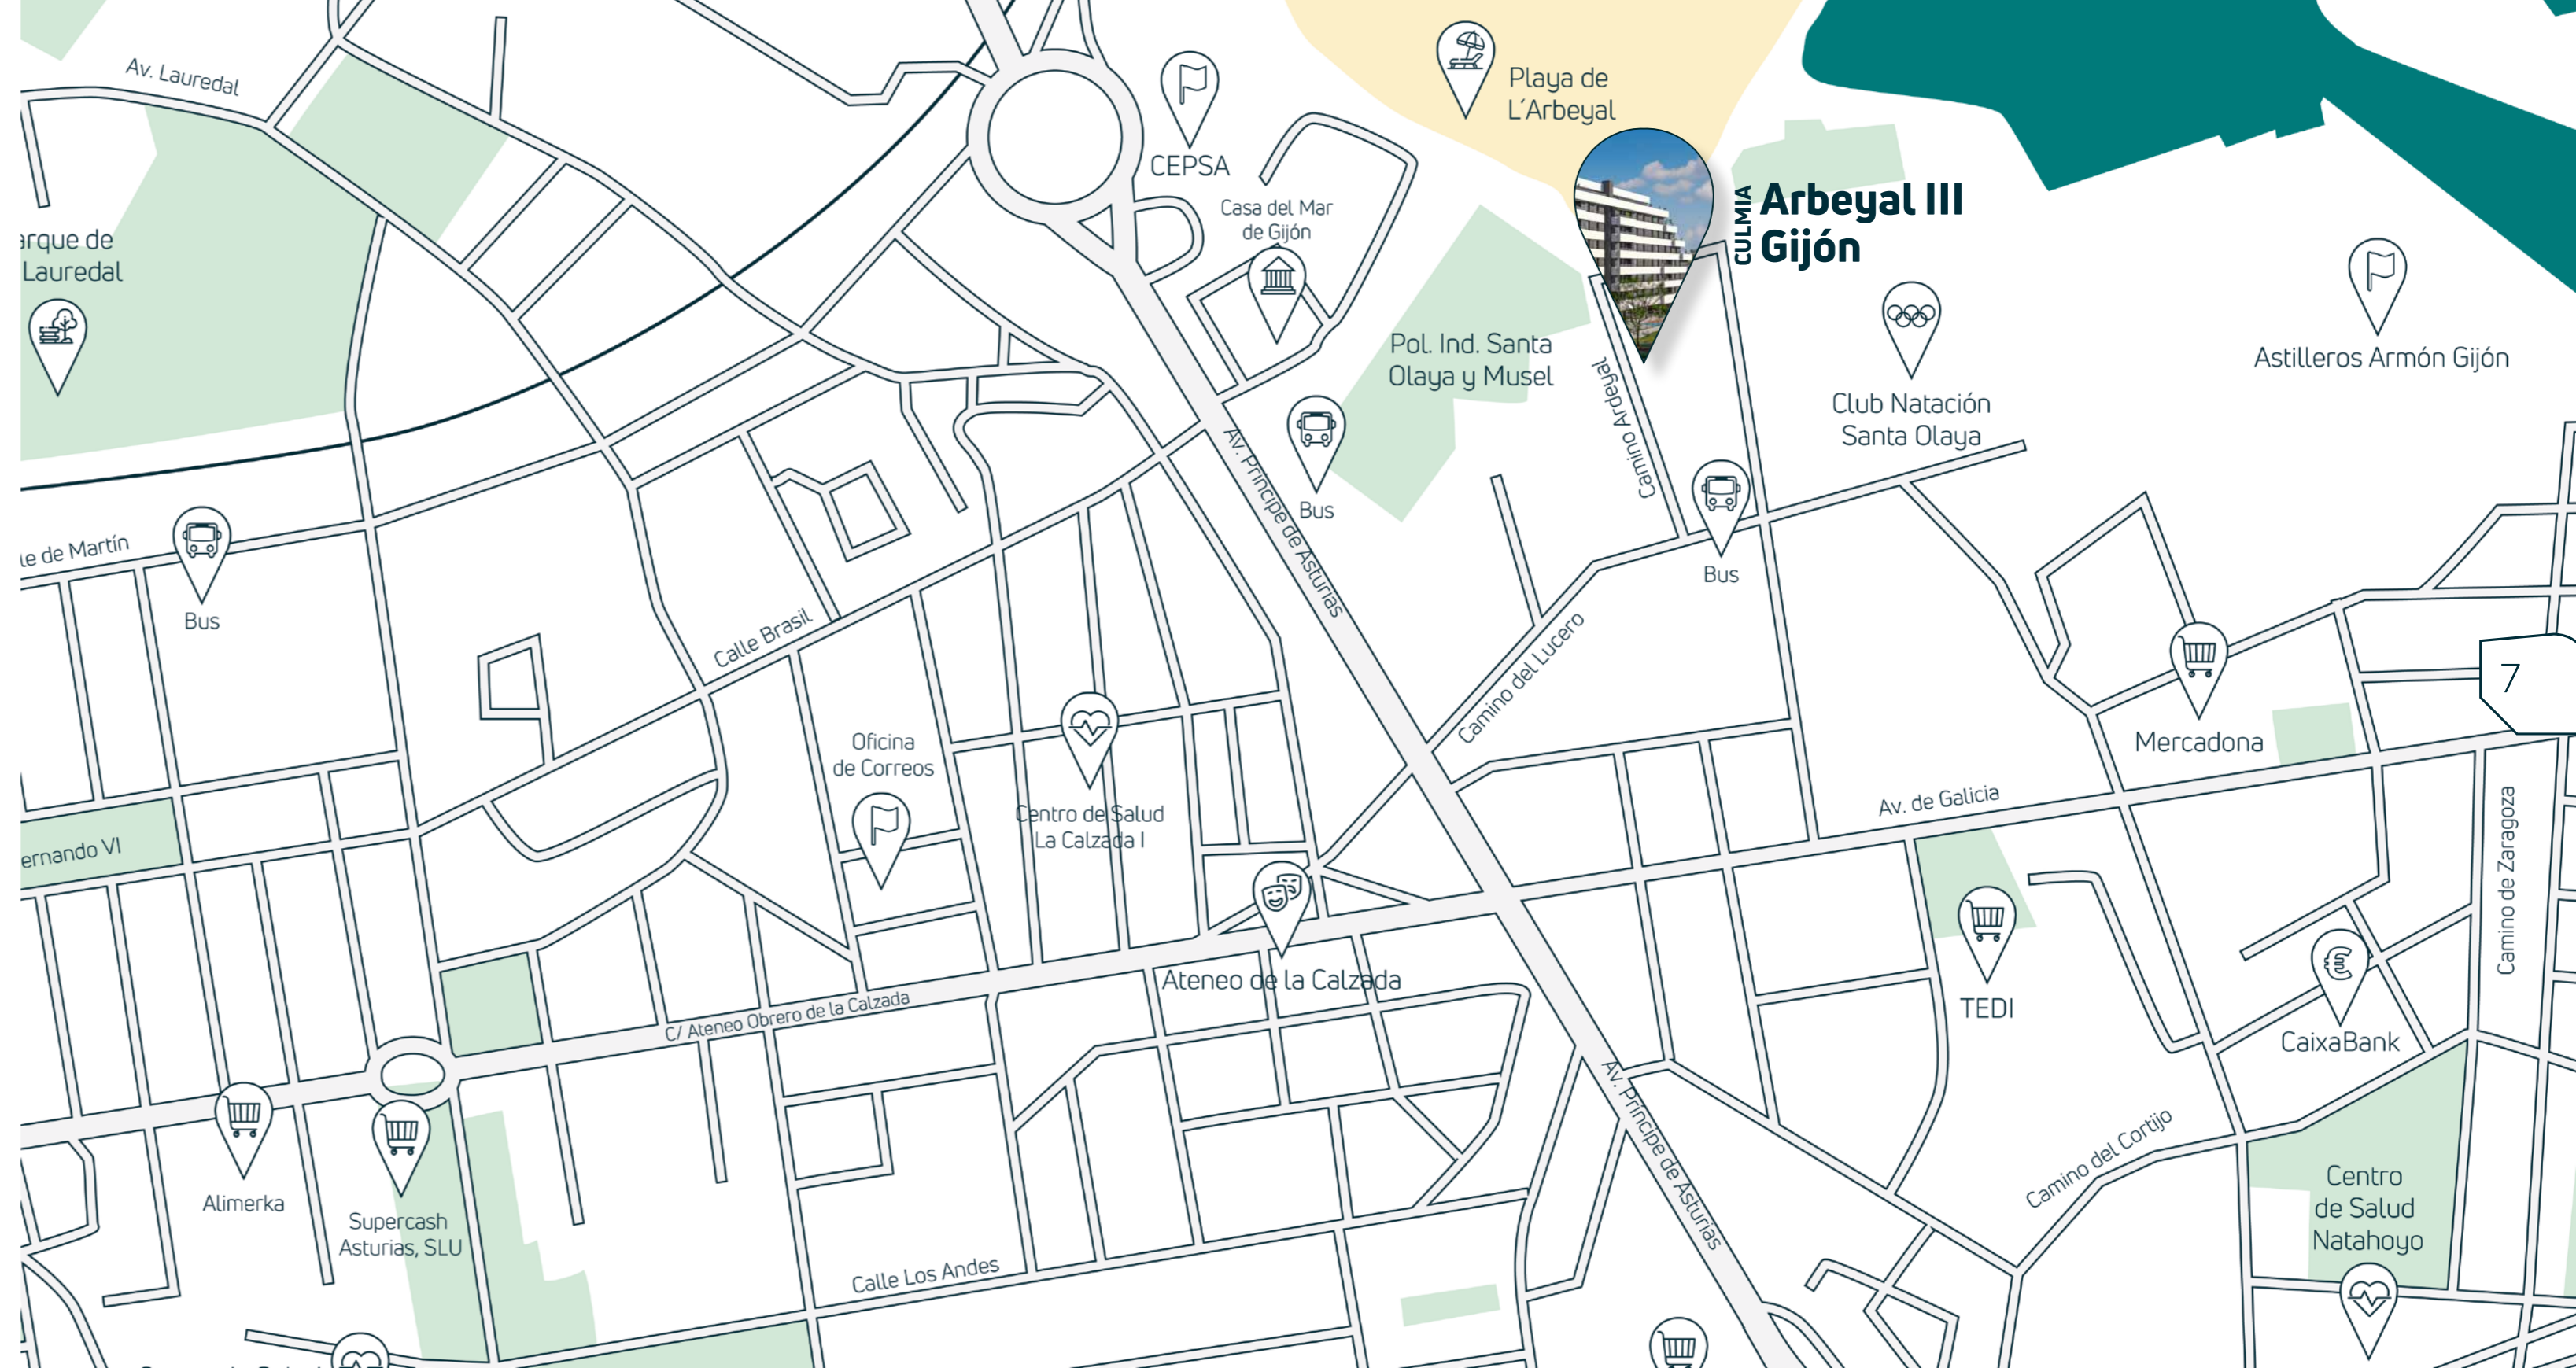 Av. Lauredal
Playa de
L´Arbeyal
CEPSA
CULMIA
Arbeyal III
Gijón
Casa del Mar
de Gijón
arque de
Lauredal
Pol. Ind. Santa
Olaya y Musel
Astilleros Armón Gijón
Camino Ardeyal
Club Natación
Santa Olaya
Av. Príncipe de Asturias
Bus
le de Martín
Bus
Bus
Calle Brasil
Camino del Lucero
7
Oficina
de Correos
Mercadona
Centro de Salud
La Calzada I
Av. de Galicia
Camino de Zaragoza
ernando VI
Ateneo de la Calzada
C/ Ateneo Obrero de la Calzada
TEDI
CaixaBank
Av. Príncipe de Asturias
Camino del Cortijo
Alimerka
Supercash
Asturias, SLU
Centro
de Salud
Natahoyo
Calle Los Andes